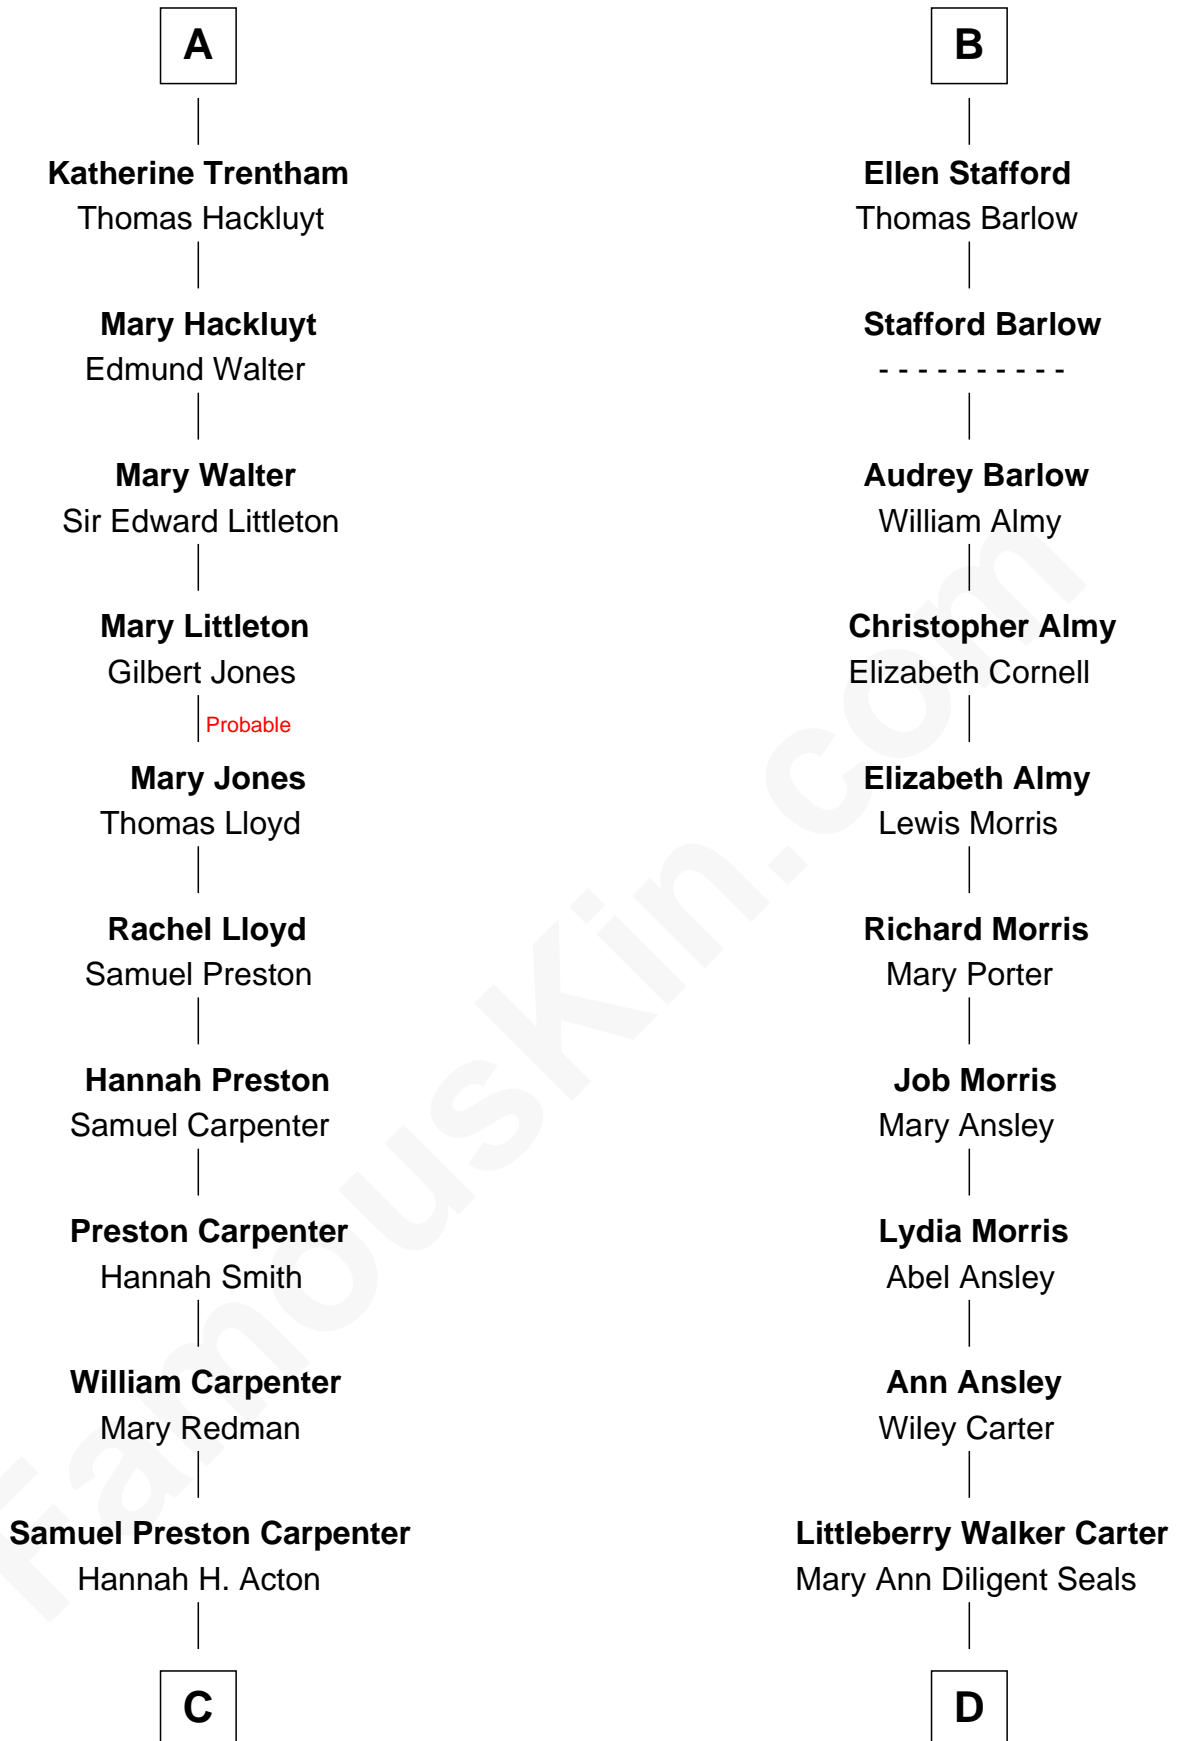 A
Katherine Trentham
Thomas Hackluyt
Mary Hackluyt
Edmund Walter
Mary Walter
Sir Edward Littleton
Mary Littleton
Gilbert Jones
Probable
Mary Jones
Thomas Lloyd
Rachel Lloyd
Samuel Preston
Hannah Preston
Samuel Carpenter
Preston Carpenter
Hannah Smith
William Carpenter
Mary Redman
Samuel Preston Carpenter
Hannah H. Acton
C
B
Ellen Stafford
Thomas Barlow
Stafford Barlow
- - - - - - - - - -
Audrey Barlow
William Almy
Christopher Almy
Elizabeth Cornell
Elizabeth Almy
Lewis Morris
Richard Morris
Mary Porter
Job Morris
Mary Ansley
Lydia Morris
Abel Ansley
Ann Ansley
Wiley Carter
Littleberry Walker Carter
Mary Ann Diligent Seals
D
FamousKin.com